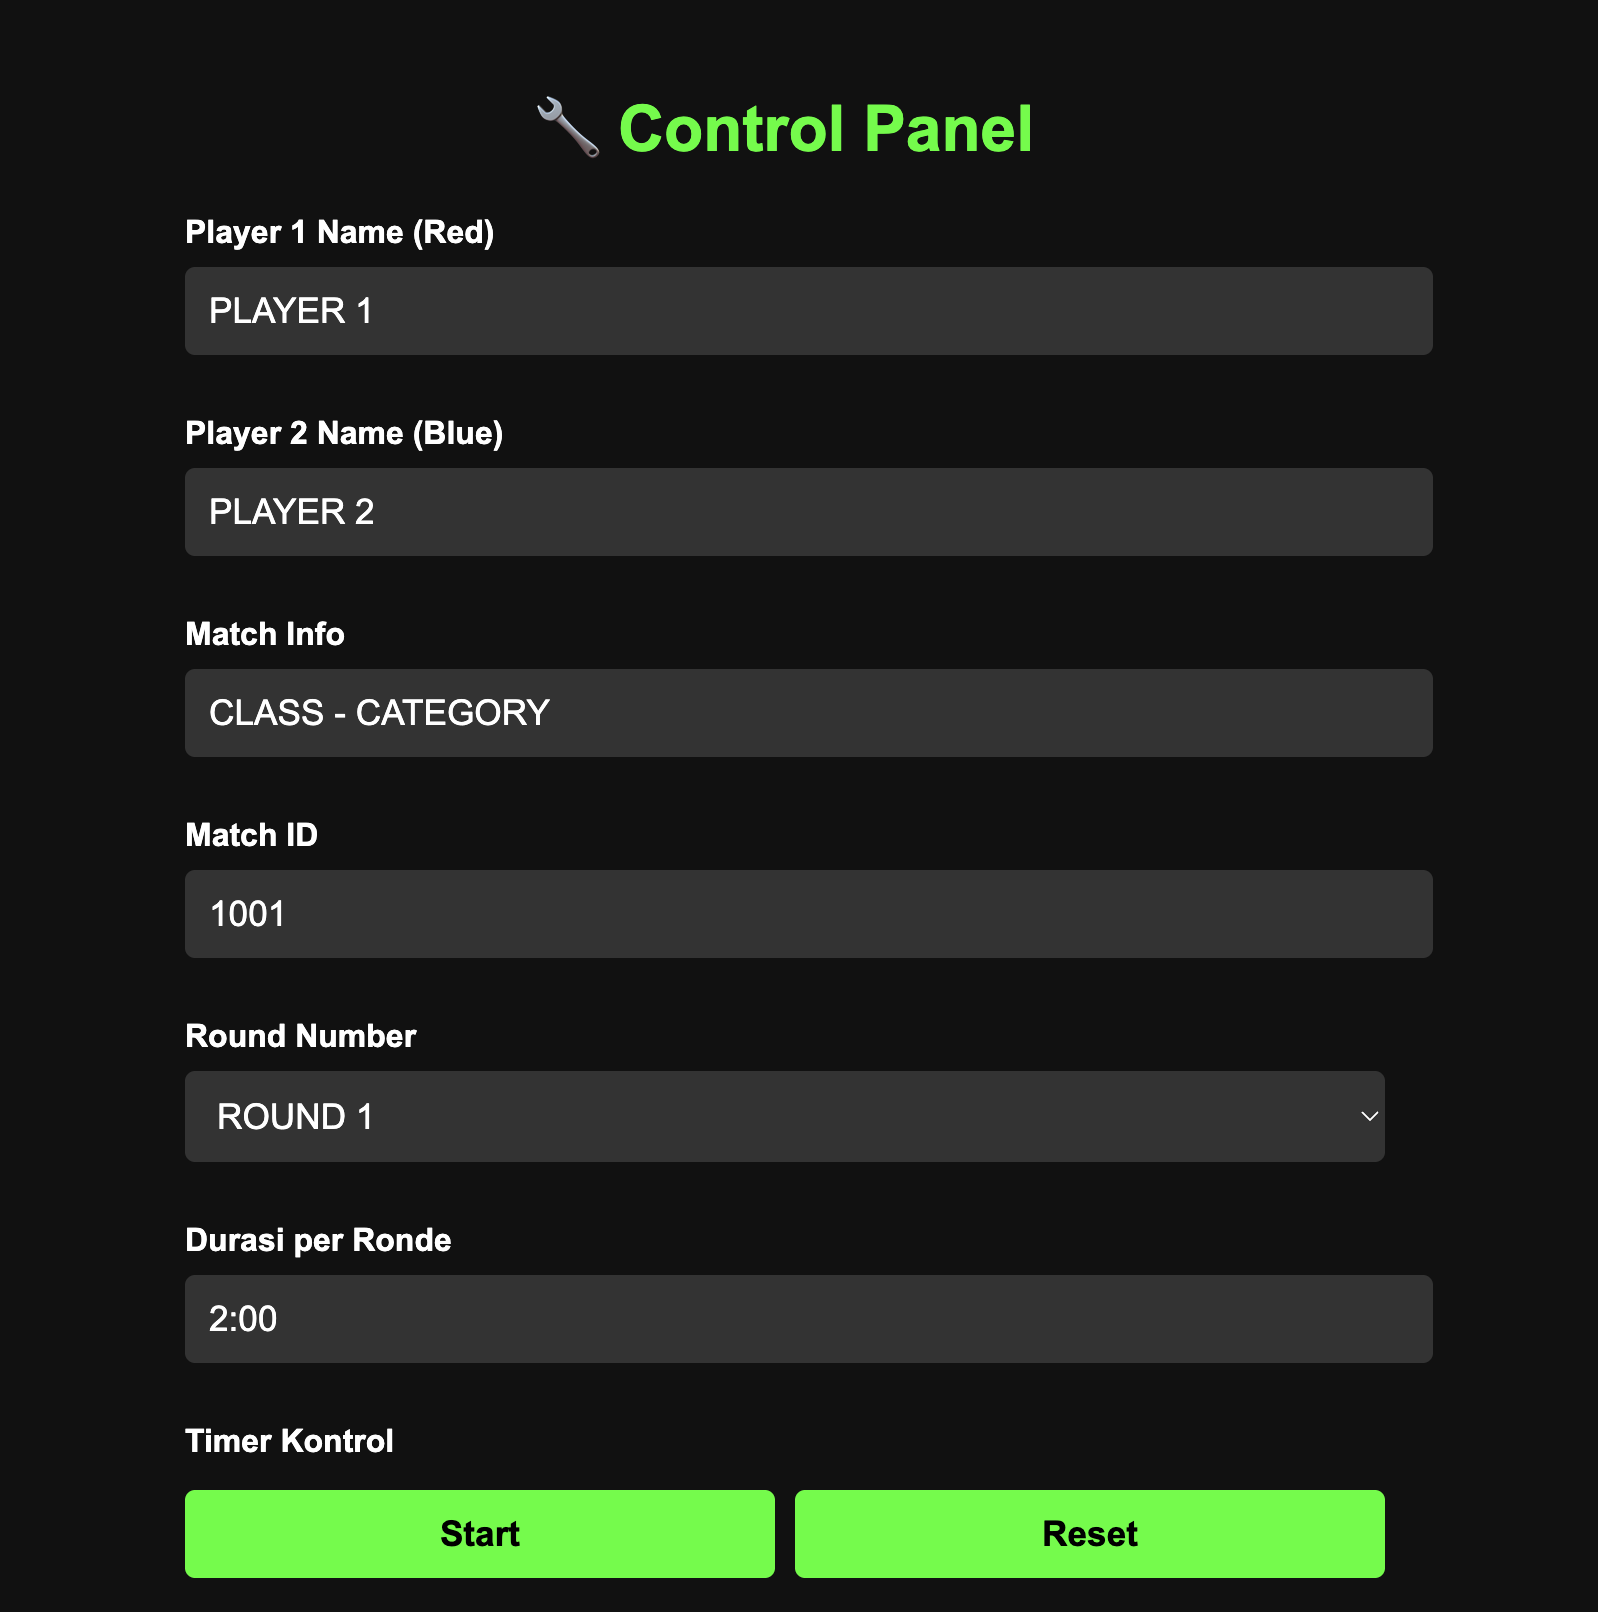 🔧 Control Panel
Player 1 Name (Red)
PLAYER 1
Player 2 Name (Blue)
PLAYER 2
Match Info
CLASS - CATEGORY
Match ID
1001
Round Number
ROUND 1
Durasi per Ronde
2:00
Timer Kontrol
Start
Reset